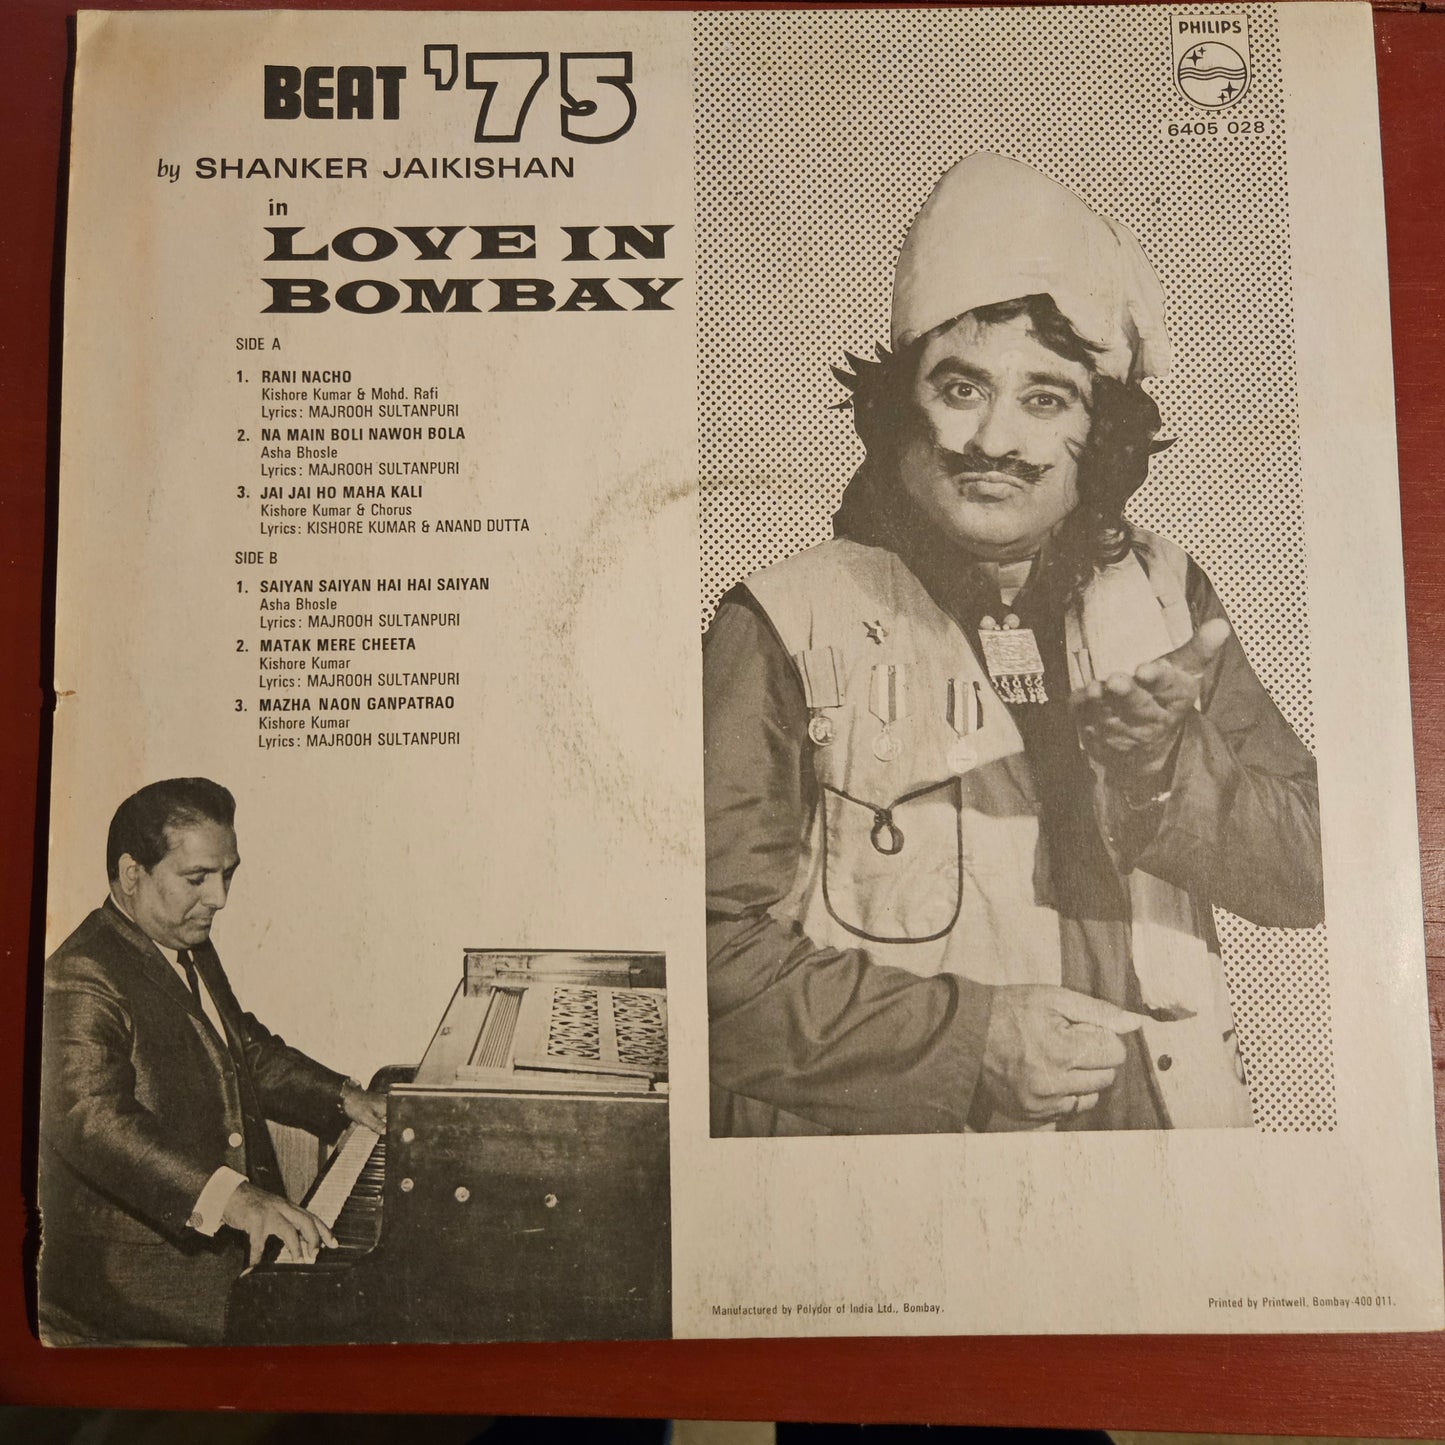 BEAT '75
by SHANKER JAIKISHAN
in
LOVE IN
BOMBAY
SIDE A
1. RANI NACHO
Kishore Kumar & Mohd. Rafi
Lyrics: MAJROOH SULTANPURI
2. NA MAIN BOLI NAWOH BOLA
Asha Bhosle
Lyrics: MAJROOH SULTANPURI
3. JAI JAI HO MAHA KALI
Kishore Kumar & Chorus
Lyrics: KISHORE KUMAR & ANAND DUTTA
SIDE B
1. SAIYAN SAIYAN HAI HAI SAIYAN
Asha Bhosle
Lyrics: MAJROOH SULTANPURI
2. MATAK MERE CHEETA
Kishore Kumar
Lyrics: MAJROOH SULTANPURI
3. MAZHA NAON GANPATRAO
Kishore Kumar
Lyrics: MAJROOH SULTANPURI
PHILIPS
6405 028
Manufactured by Polydor of India Ltd., Bombay.
Printed by Printwell, Bombay-400 011.